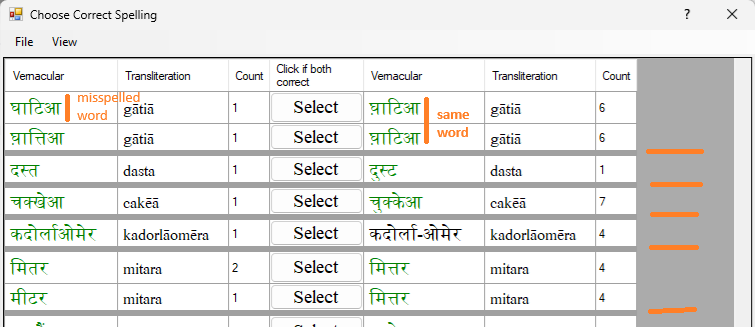 Choose Correct Spelling
File View
Vernacular Transliteration Count Click if both correct Vernacular Transliteration Count
घाटिआ misspelled word gātiā 1 Select घ़ाटिआ same word gātiā 6
घ़ात्तिआ gātiā 1 Select घ़ाटिआ gātiā 6
दस्त dasta 1 Select दुस्ट dasta 1
चक्खेआ cakēā 1 Select चुक्केआ cakēā 7
कदोर्लाओमेर kadorlāomēra 1 Select कदोर्ला-ओमेर kadorlāomēra 4
मितर mitara 2 Select मित्तर mitara 4
मीटर mitara 1 Select मित्तर mitara 4